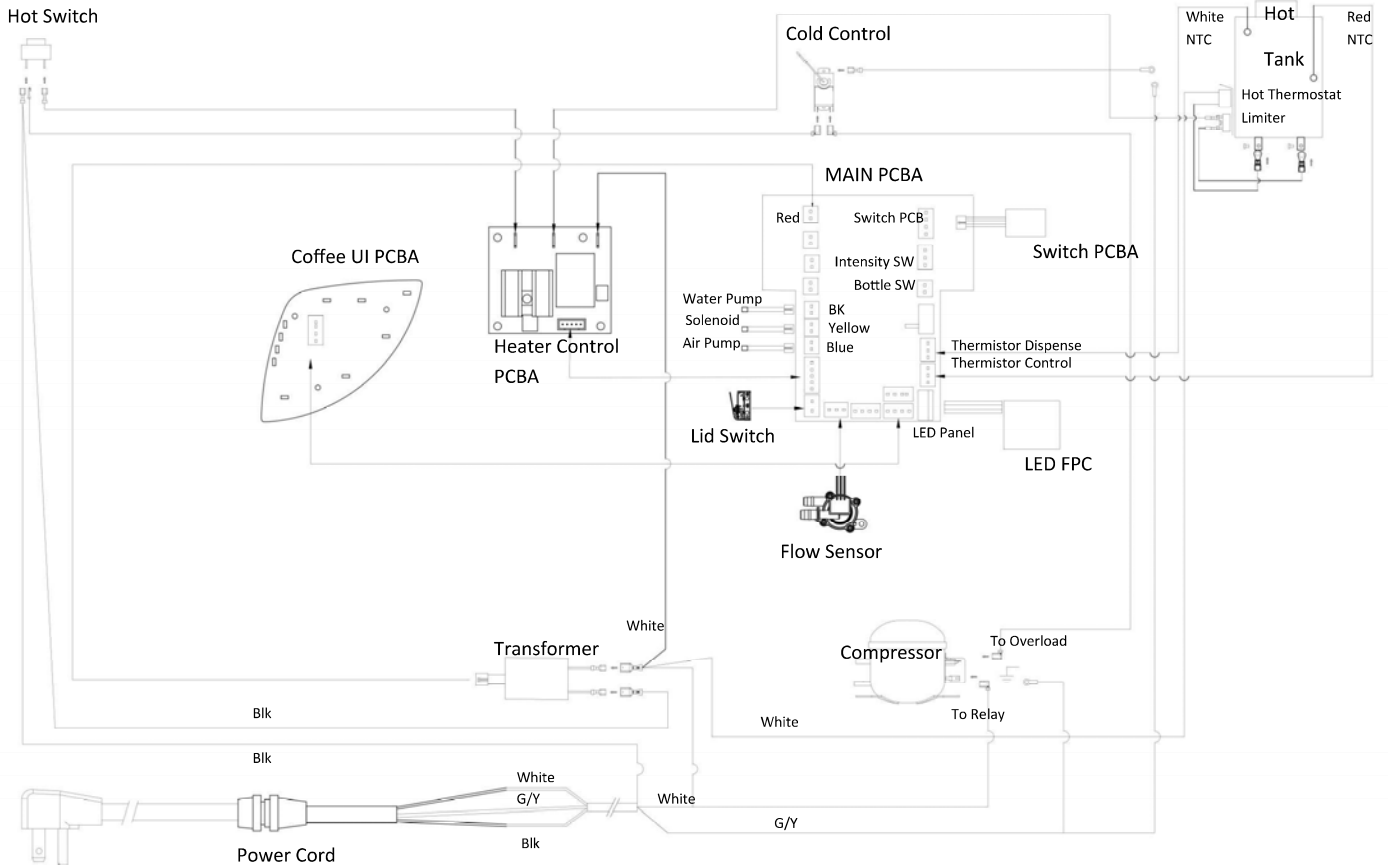 Hot Switch
White
NTC
Hot
Tank
Red
NTC
Cold Control
Hot Thermostat
Limiter
MAIN PCBA
Red
Switch PCB
Switch PCBA
Intensity SW
Bottle SW
Coffee UI PCBA
Water Pump
Solenoid
Air Pump
BK
Yellow
Blue
Heater Control
PCBA
Thermistor Dispense
Thermistor Control
Lid Switch
LED Panel
LED FPC
Flow Sensor
White
Transformer
To Overload
Compressor
Blk
To Relay
White
Blk
White
G/Y
White
G/Y
Blk
Power Cord